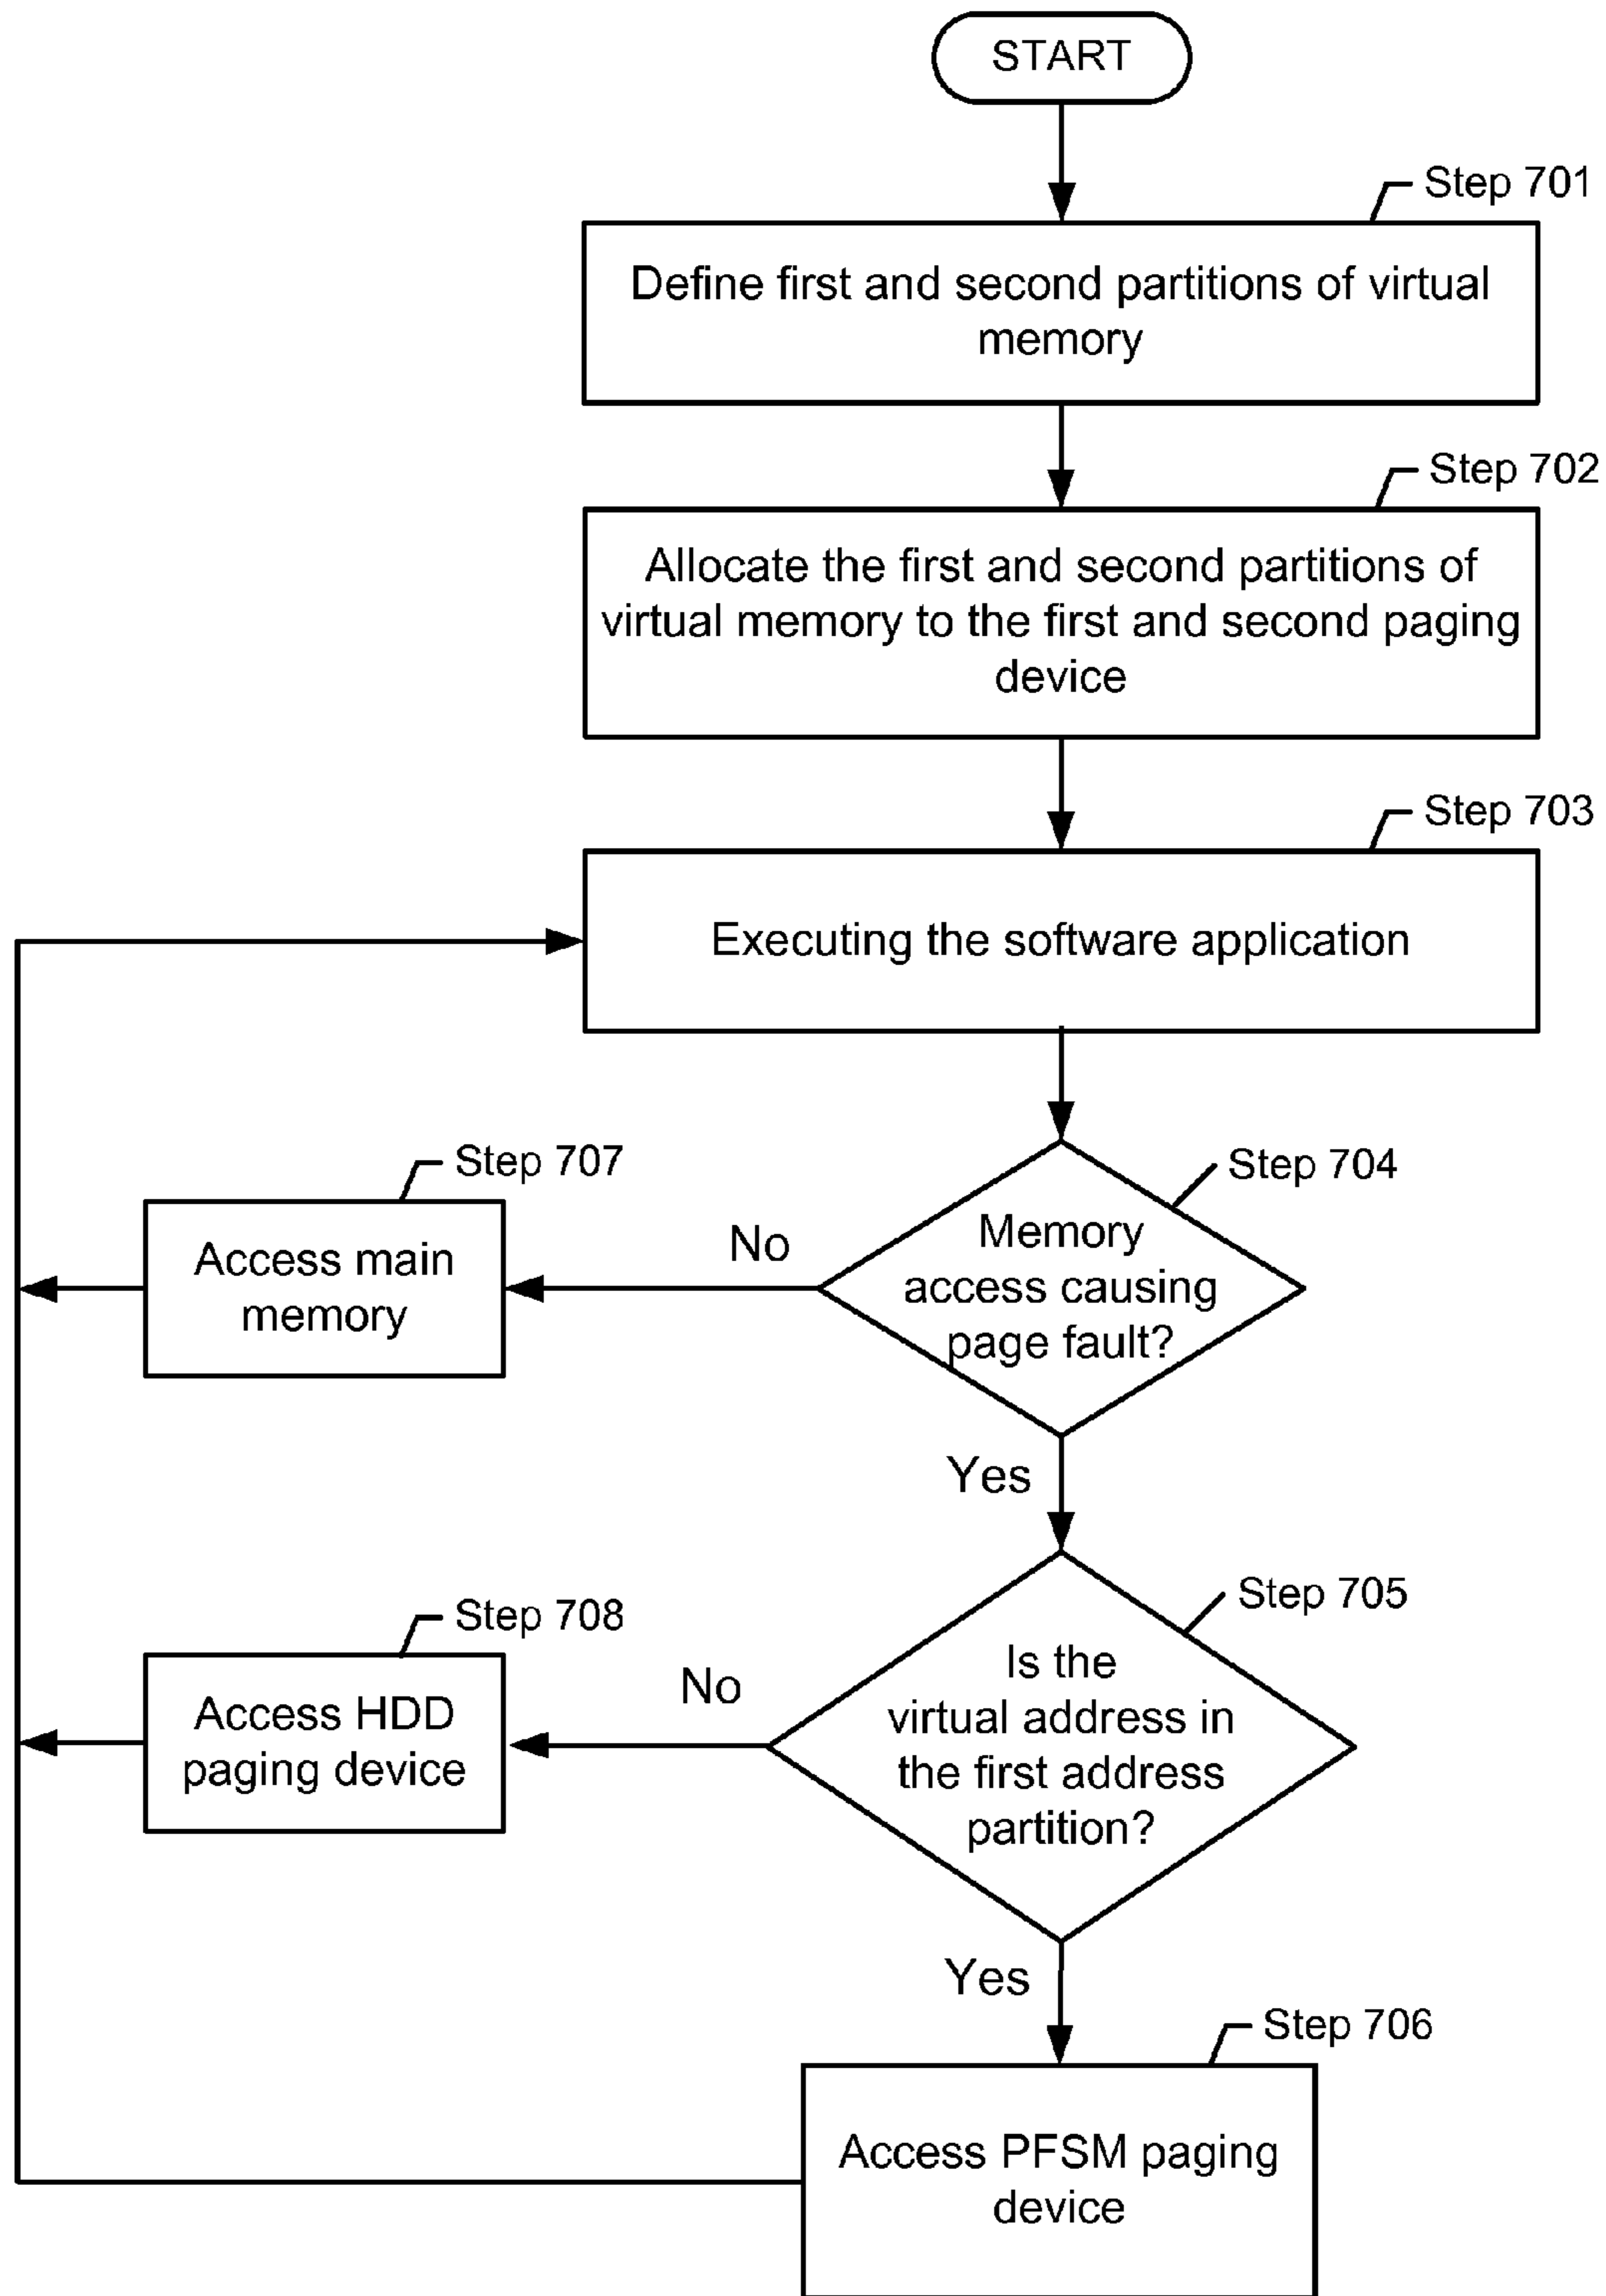 START
Step 701
Define first and second partitions of virtual
memory
Step 702
Allocate the first and second partitions of
virtual memory to the first and second paging
device
Step 703
Executing the software application
Step 704
Memory
access causing
page fault?
No
Step 707
Access main
memory
Yes
Step 705
Is the
virtual address in
the first address
partition?
No
Step 708
Access HDD
paging device
Yes
Step 706
Access PFSM paging
device